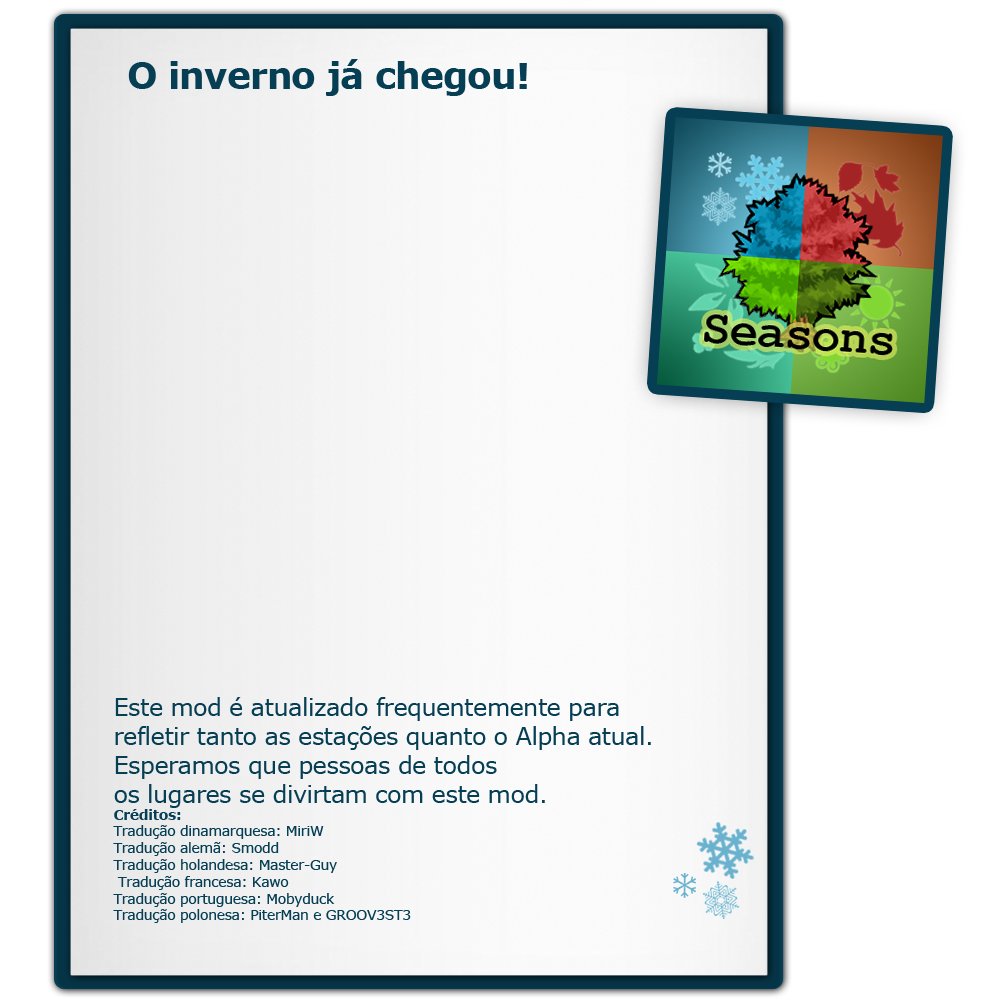 O inverno já chegou!
Seasons
Este mod é atualizado frequentemente para
refletir tanto as estações quanto o Alpha atual.
Esperamos que pessoas de todos
os lugares se divirtam com este mod.
Créditos:
Tradução dinamarquesa: MiriW
Tradução alemã: Smodd
Tradução holandesa: Master-Guy
Tradução francesa: Kawo
Tradução portuguesa: Mobyduck
Tradução polonesa: PiterMan e GROOV3ST3